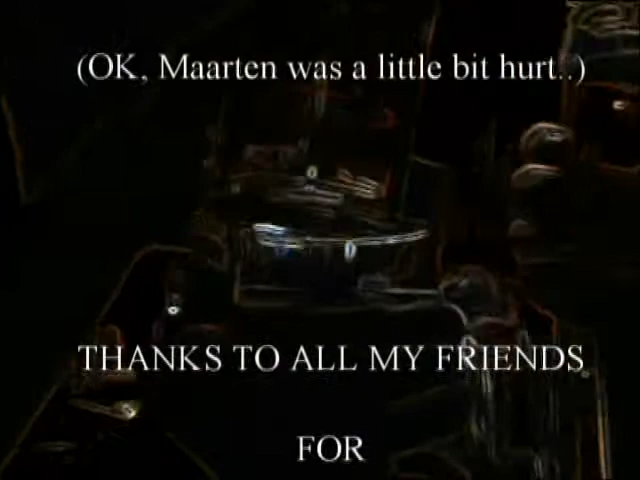 (OK, Maarten was a little bit hurt..)
THANKS TO ALL MY FRIENDS
FOR